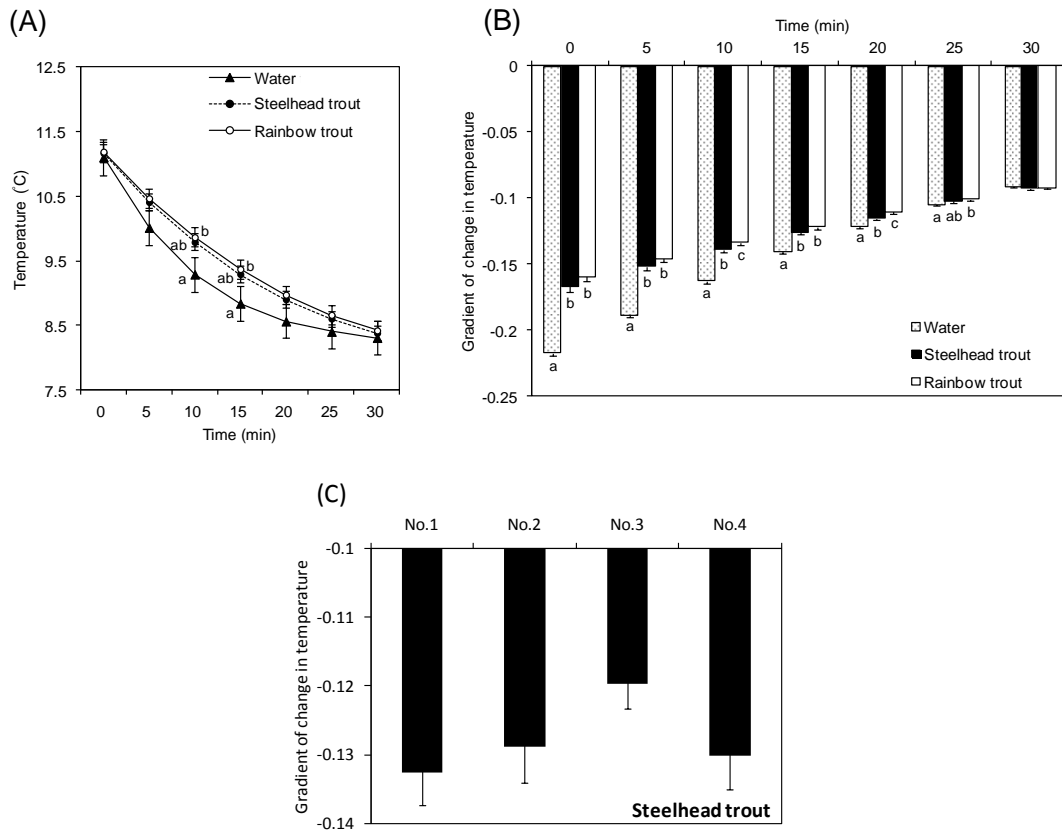 (A)
12.5
11.5
10.5
9.5
8.5
7.5
Temperature (°C)
0 5 10 15 20 25 30
Time (min)
Water
Steelhead trout
Rainbow trout
b
ab
a
b
ab
a
(B)
Time (min)
0 5 10 15 20 25 30
0
-0.05
-0.1
-0.15
-0.2
-0.25
Gradient of change in temperature
a b b
a b b
a b c
a b b
a b c
a ab b
Water
Steelhead trout
Rainbow trout
(C)
No.1 No.2 No.3 No.4
-0.1
-0.11
-0.12
-0.13
-0.14
Gradient of change in temperature
Steelhead trout